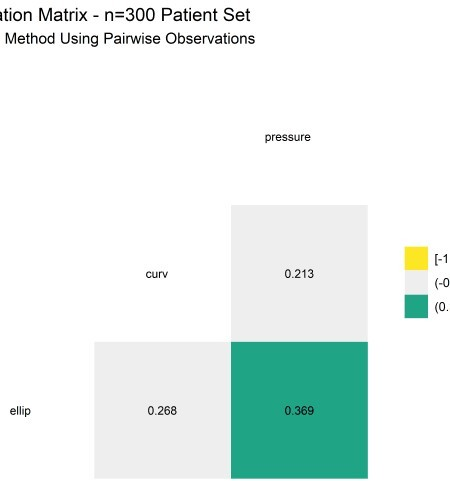 ation Matrix - n=300 Patient Set
Method Using Pairwise Observations
pressure
curv
0.213
[-1
(-0
(0.
ellip
0.268
0.369